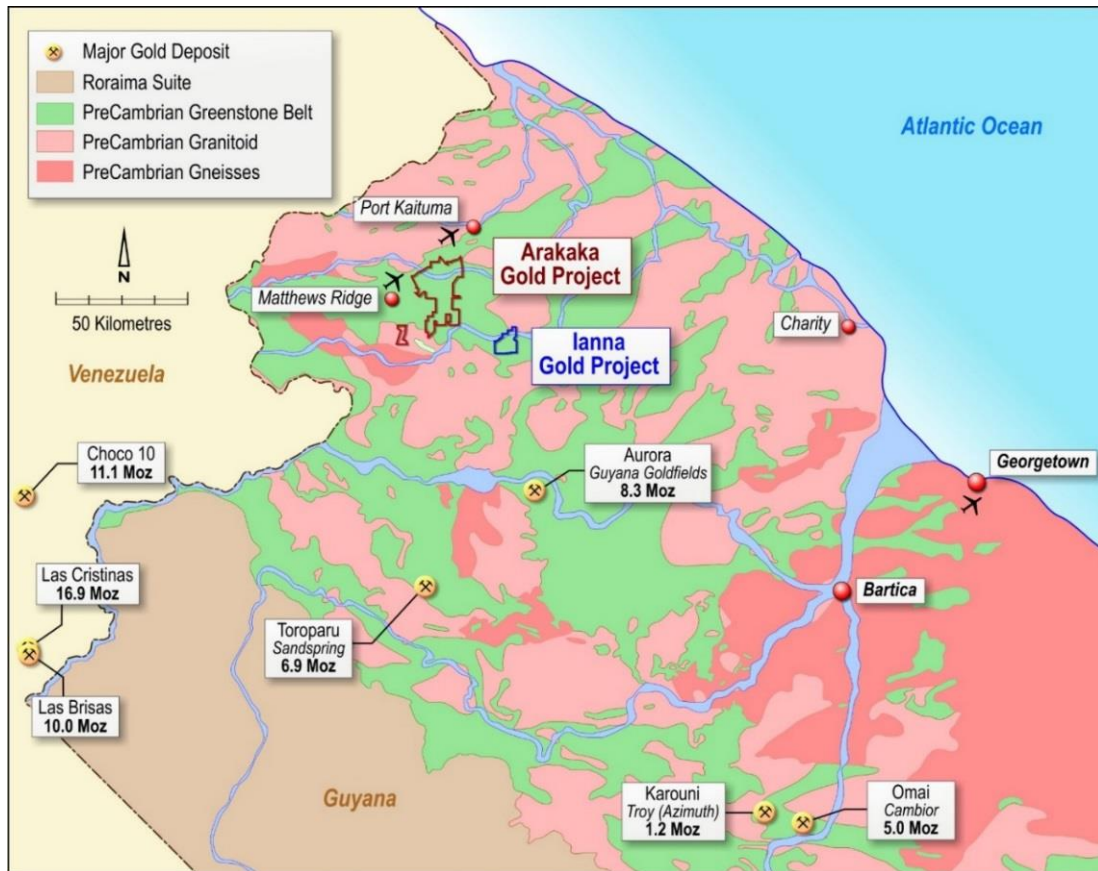 Major Gold Deposit
Roraima Suite
PreCambrian Greenstone Belt
PreCambrian Granitoid
PreCambrian Gneisses
N
50 Kilometres
Atlantic Ocean
Port Kaituma
Arakaka
Gold Project
Matthews Ridge
Ianna
Gold Project
Charity
Venezuela
Choco 10
11.1 Moz
Aurora
Guyana Goldfields
8.3 Moz
Georgetown
Las Cristinas
16.9 Moz
Bartica
Toroparu
Sandspring
6.9 Moz
Las Brisas
10.0 Moz
Guyana
Karouni
Troy (Azimuth)
1.2 Moz
Omai
Cambior
5.0 Moz